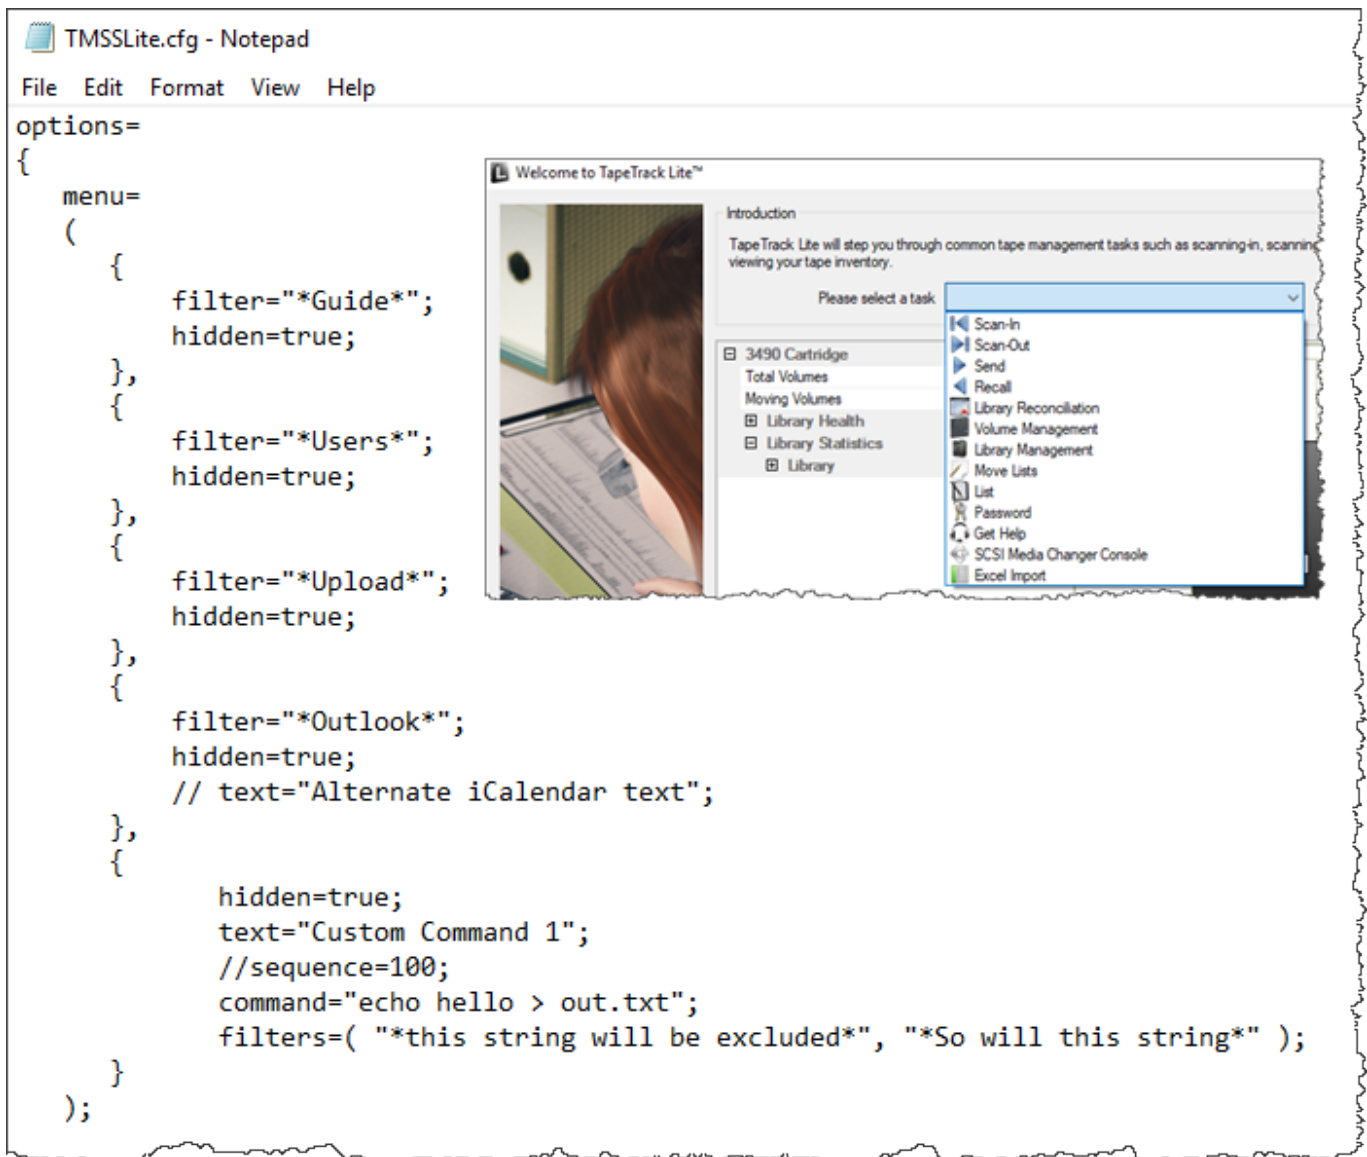 TMSSLite.cfg - Notepad
File Edit Format View Help
options=
{
menu=
(
{
filter="*Guide*";
hidden=true;
},
{
filter="*Users*";
hidden=true;
},
{
filter="*Upload*";
hidden=true;
},
{
filter="*Outlook*";
hidden=true;
// text="Alternate iCalendar text";
},
{
hidden=true;
text="Custom Command 1";
//sequence=100;
command="echo hello > out.txt";
filters=( "*this string will be excluded*", "*So will this string*" );
}
);
Welcome to TapeTrack Lite™
Introduction
TapeTrack Lite will step you through common tape management tasks such as scanning-in, scanning
viewing your tape inventory.
Please select a task
Scan-In
Scan-Out
Send
Recall
Library Reconciliation
Volume Management
Library Management
Move Lists
List
Password
Get Help
SCSI Media Changer Console
Excel Import
3490 Cartridge
Total Volumes
Moving Volumes
Library Health
Library Statistics
Library